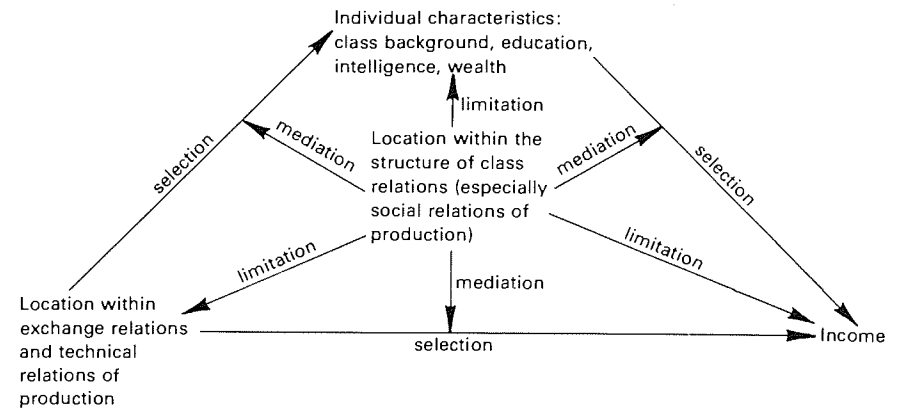 Individual characteristics:
class background, education,
intelligence, wealth
limitation
selection
mediation
Location within the
structure of class
relations (especially
social relations of
production)
mediation
selection
limitation
limitation
mediation
Location within
exchange relations
and technical
relations of
production
selection
Income